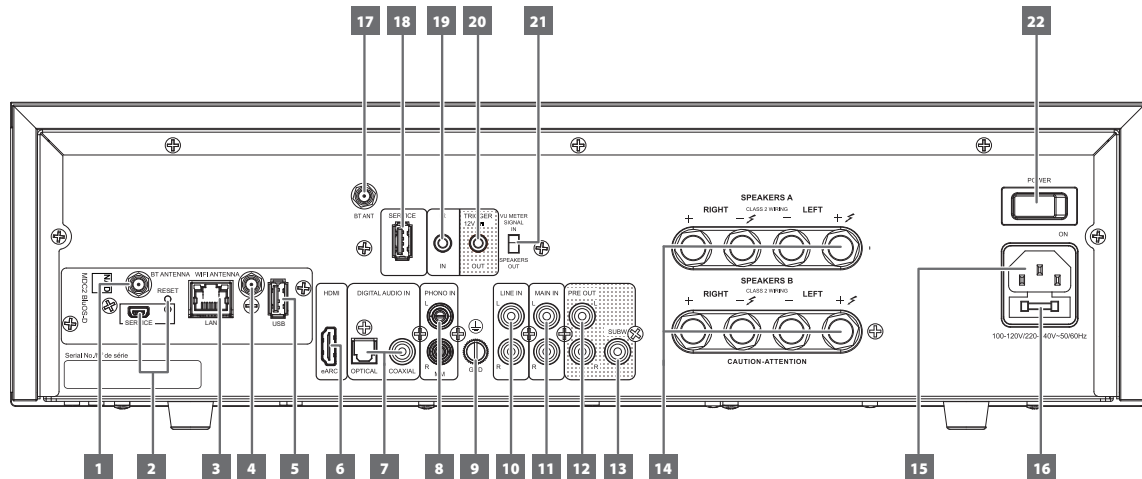 17 18 19 20 21 22
POWER
ON
BT ANT
SERVICE
IN
TRIGGER
12V
OUT
VU METER
SIGNAL
IN
SPEAKERS
OUT
SPEAKERS A
RIGHT CLASS 2 WIRING LEFT
+ − − +
SPEAKERS B
RIGHT CLASS 2 WIRING LEFT
+ − − +
CAUTION-ATTENTION
100-120V/220-240V~50/60Hz
MDC2 BluOS-D
BT ANTENNA WIFI ANTENNA
RESET
SERVICE
LAN
USB
Serial No./N° de série
HDMI
eARC
DIGITAL AUDIO IN
OPTICAL COAXIAL
PHONO IN
L
R
MM
GND
LINE IN
L
R
MAIN IN
L
R
PRE OUT
L
R
SUBW
1 2 3 4 5 6 7 8 9 10 11 12 13 14 15 16